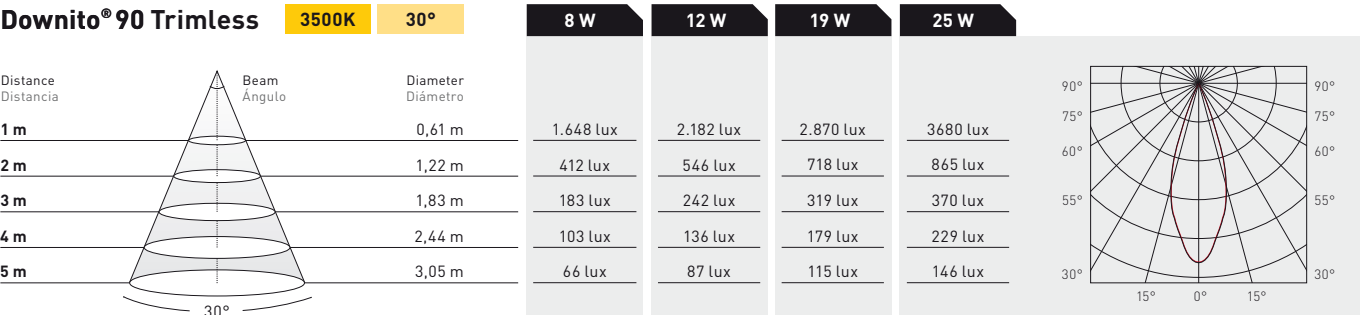 Downito® 90 Trimless 3500K 30° 8 W 12 W 19 W 25 W
Distance Beam Diameter
Distancia Ángulo Diámetro
1 m 0,61 m 1.648 lux 2.182 lux 2.870 lux 3680 lux
2 m 1,22 m 412 lux 546 lux 718 lux 865 lux
3 m 1,83 m 183 lux 242 lux 319 lux 370 lux
4 m 2,44 m 103 lux 136 lux 179 lux 229 lux
5 m 3,05 m 66 lux 87 lux 115 lux 146 lux
30°
90° 90°
75° 75°
60° 60°
55° 55°
30° 30°
15° 0° 15°